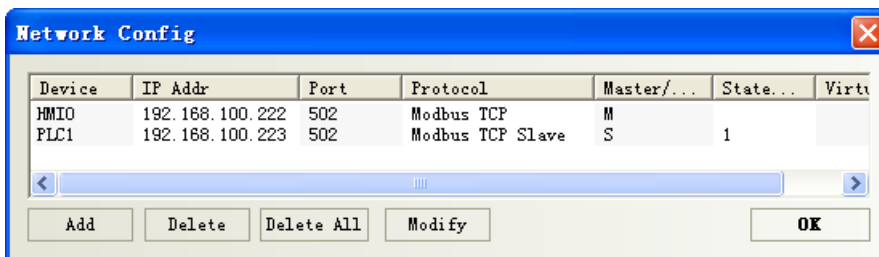 Network Config
Device IP Addr Port Protocol Master/... State... Virtu
HMI0 192.168.100.222 502 Modbus TCP M
PLC1 192.168.100.223 502 Modbus TCP Slave S 1
Add Delete Delete All Modify OK